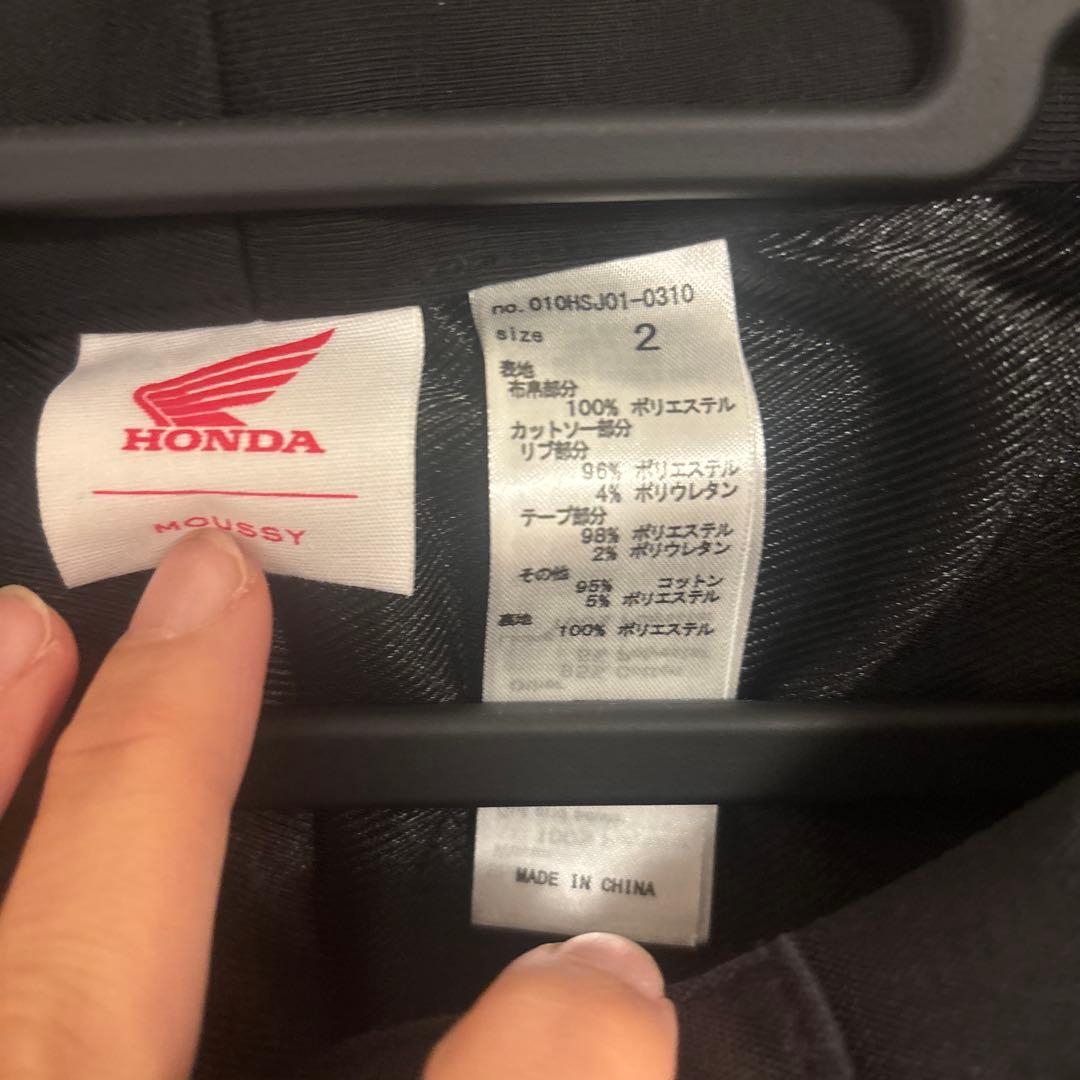 HONDA
MOUSSY
no. 010HSJ01-0310
size 2
表地
布帛部分
100% ポリエステル
カットソー部分
リブ部分
96% ポリエステル
4% ポリウレタン
テープ部分
98% ポリエステル
2% ポリウレタン
その他
95% コットン
5% ポリエステル
裏地
100% ポリエステル
MADE IN CHINA